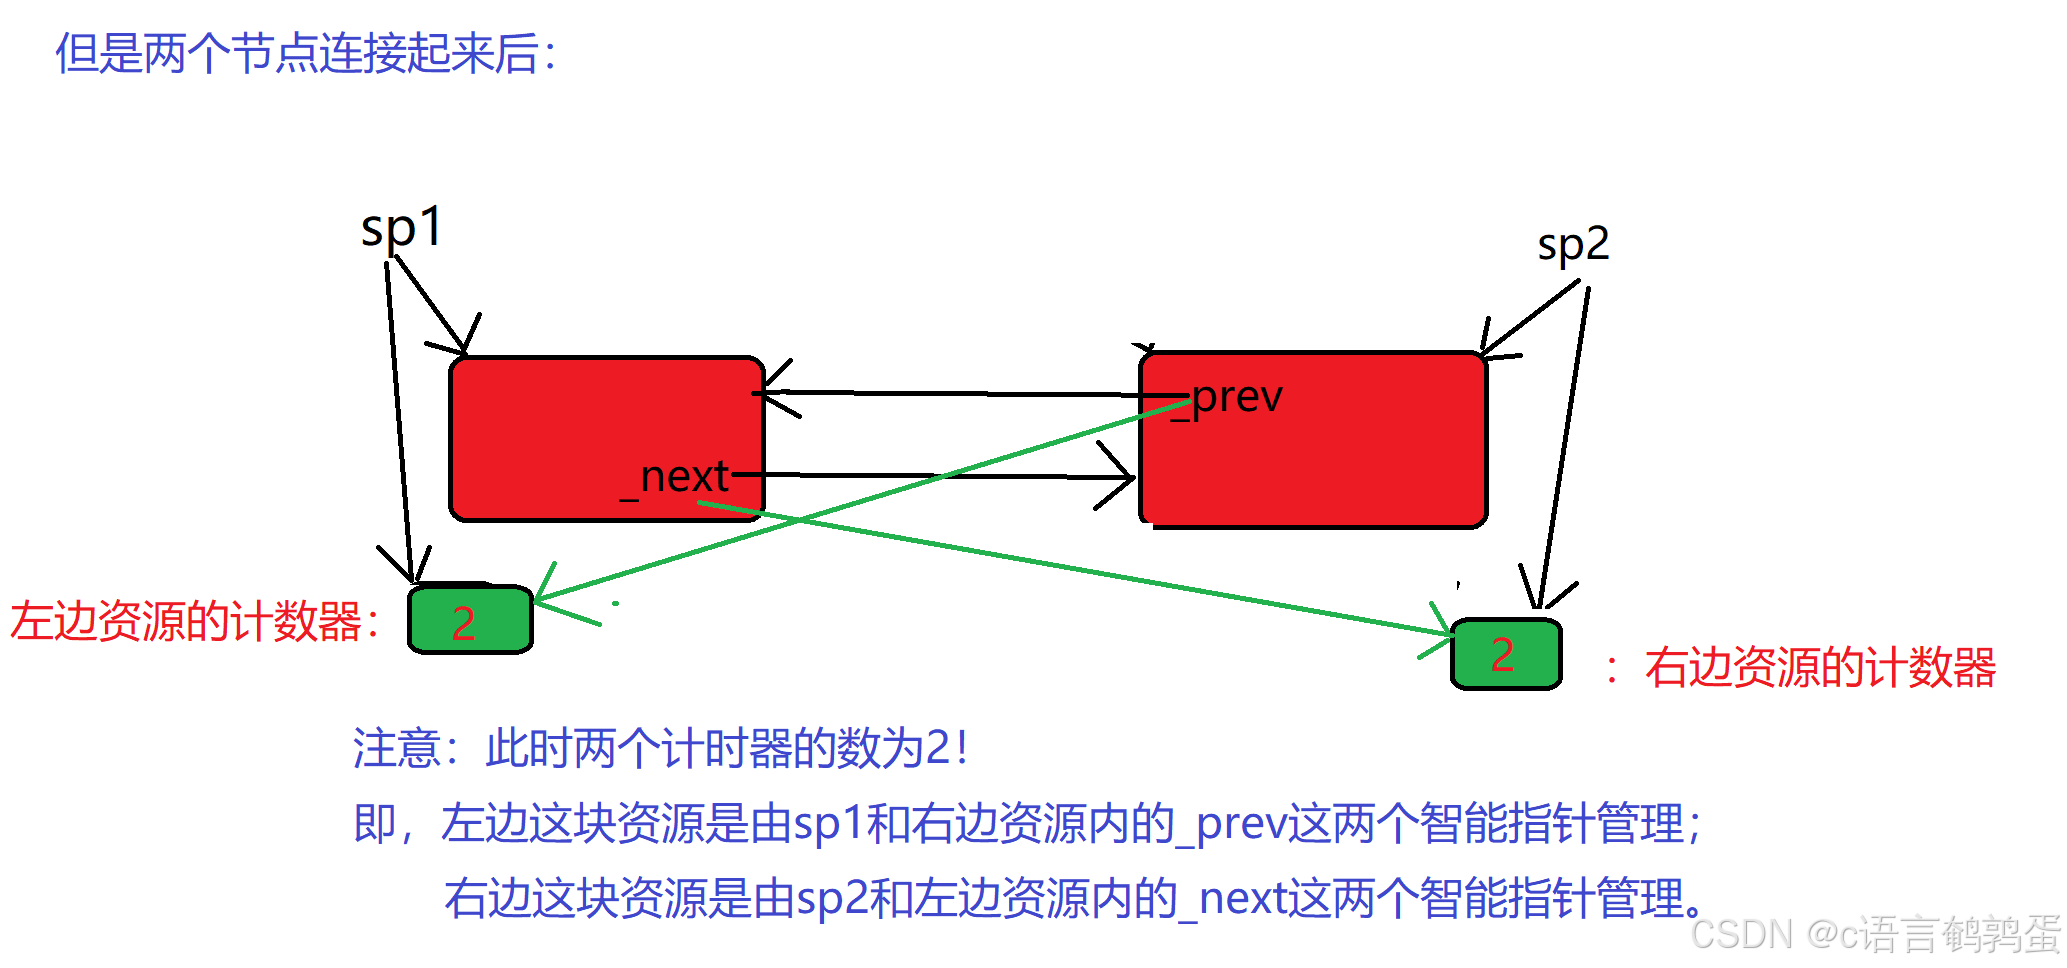 但是两个节点连接起来后：
sp1
sp2
_prev
_next
左边资源的计数器：
2
2
：右边资源的计数器
注意：此时两个计时器的数为2！
即，左边这块资源是由sp1和右边资源内的_prev这两个智能指针管理；
右边这块资源是由sp2和左边资源内的_next这两个智能指针管理。
CSDN @c语言鹌鹑蛋